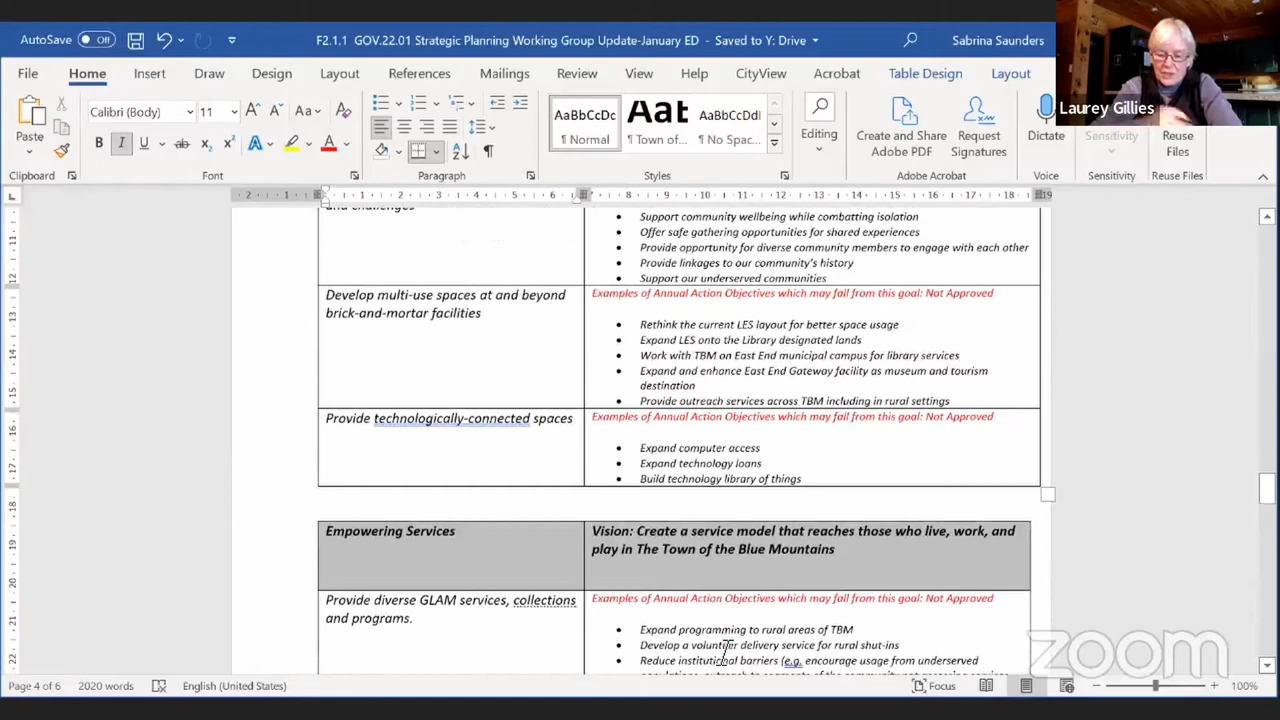 AutoSave Off F2.1.1 GOV.22.01 Strategic Planning Working Group Update-January ED - Saved to Y: Drive Sabrina Saunders
File Home Insert Draw Design Layout References Mailings Review View Help CityView Acrobat Table Design Layout
Laurey Gillies
Calibri (Body) 11
Paste
AaBbCcDc AaBbCcDdI
Normal Town of... No Spac...
Editing
Create and Share Adobe PDF
Request Signatures
Dictate
Sensitivity
Reuse Files
Clipboard Font Paragraph Styles Adobe Acrobat Voice Sensitivity Reuse Files
and challenges
Support community wellbeing while combatting isolation
Offer safe gathering opportunities for shared experiences
Provide opportunity for diverse community members to engage with each other
Provide linkages to our community's history
Support our underserved communities
Develop multi-use spaces at and beyond
brick-and-mortar facilities
Examples of Annual Action Objectives which may fall from this goal: Not Approved
Rethink the current LES layout for better space usage
Expand LES onto the Library designated lands
Work with TBM on East End municipal campus for library services
Expand and enhance East End Gateway facility as museum and tourism
destination
Provide outreach services across TBM including in rural settings
Provide technologically-connected spaces
Examples of Annual Action Objectives which may fall from this goal: Not Approved
Expand computer access
Expand technology loans
Build technology library of things
Empowering Services
Vision: Create a service model that reaches those who live, work, and
play in The Town of the Blue Mountains
Provide diverse GLAM services, collections
and programs.
Examples of Annual Action Objectives which may fall from this goal: Not Approved
Expand programming to rural areas of TBM
Develop a volunteer delivery service for rural shut-ins
Reduce institutional barriers (e.g. encourage usage from underserved
zoom
Page 4 of 6 2020 words English (United States) Focus 100%